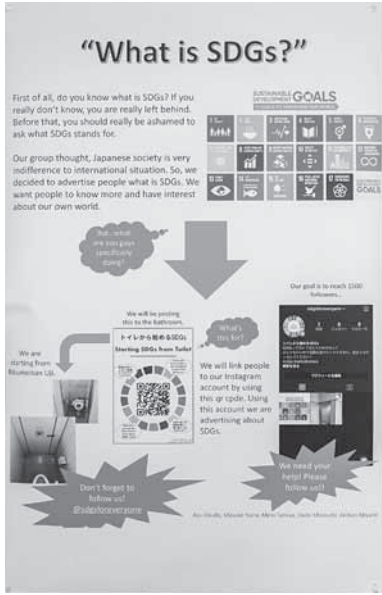 “What is SDGs?”
First of all, do you know what is SDGs? If you
really don't know, you are really left behind.
Before that, you should really be ashamed to
ask what SDGs stands for.
Our group thought, Japanese society is very
indifference to international situation. So, we
decided to advertise people what is SDGs. We
want people to know more and have interest
about our own world.
SUSTAINABLE
DEVELOPMENT GOALS
But.. what
are you guys
specifically
doing?
We will be posting
this to the bathroom.
We are
starting from
トイレから始めるSDGs
Starting SDGs from Toilet
What's
this for?
We will link people
to our Instagram
account by using
this qr cpde. Using
this account we are
advertising about
SDGs.
Our goal is to reach 1500
followers…
Don't forget to
follow us!
@sdgsforeveryone
We need your
help! Please
follow us!!